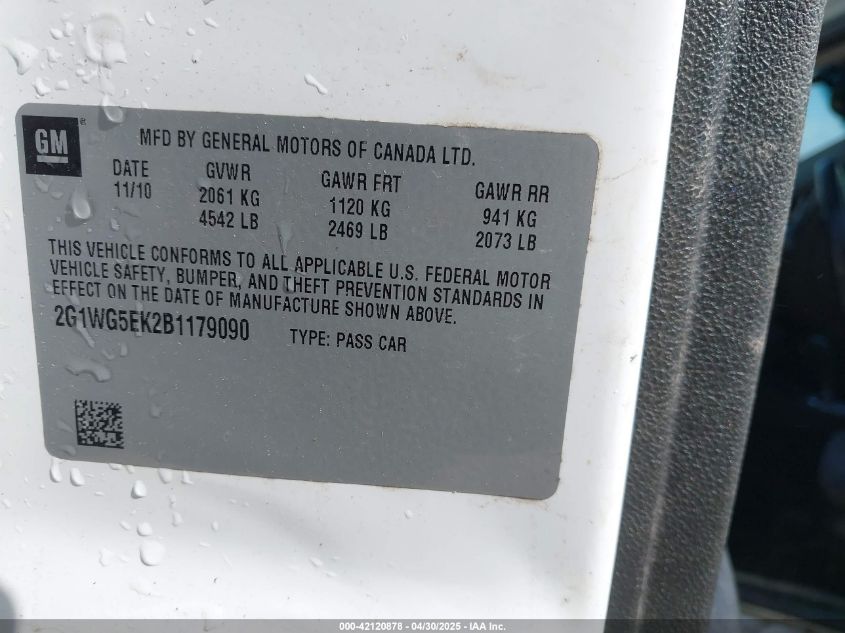 GM ®
MFD BY GENERAL MOTORS OF CANADA LTD.
DATE GVWR GAWR FRT GAWR RR
11/10 2061 KG 1120 KG 941 KG
4542 LB 2469 LB 2073 LB
THIS VEHICLE CONFORMS TO ALL APPLICABLE U.S. FEDERAL MOTOR
VEHICLE SAFETY, BUMPER, AND THEFT PREVENTION STANDARDS IN
EFFECT ON THE DATE OF MANUFACTURE SHOWN ABOVE.
2G1WG5EK2B1179090 TYPE: PASS CAR
000-42120878 - 04/30/2025 - IAA Inc.